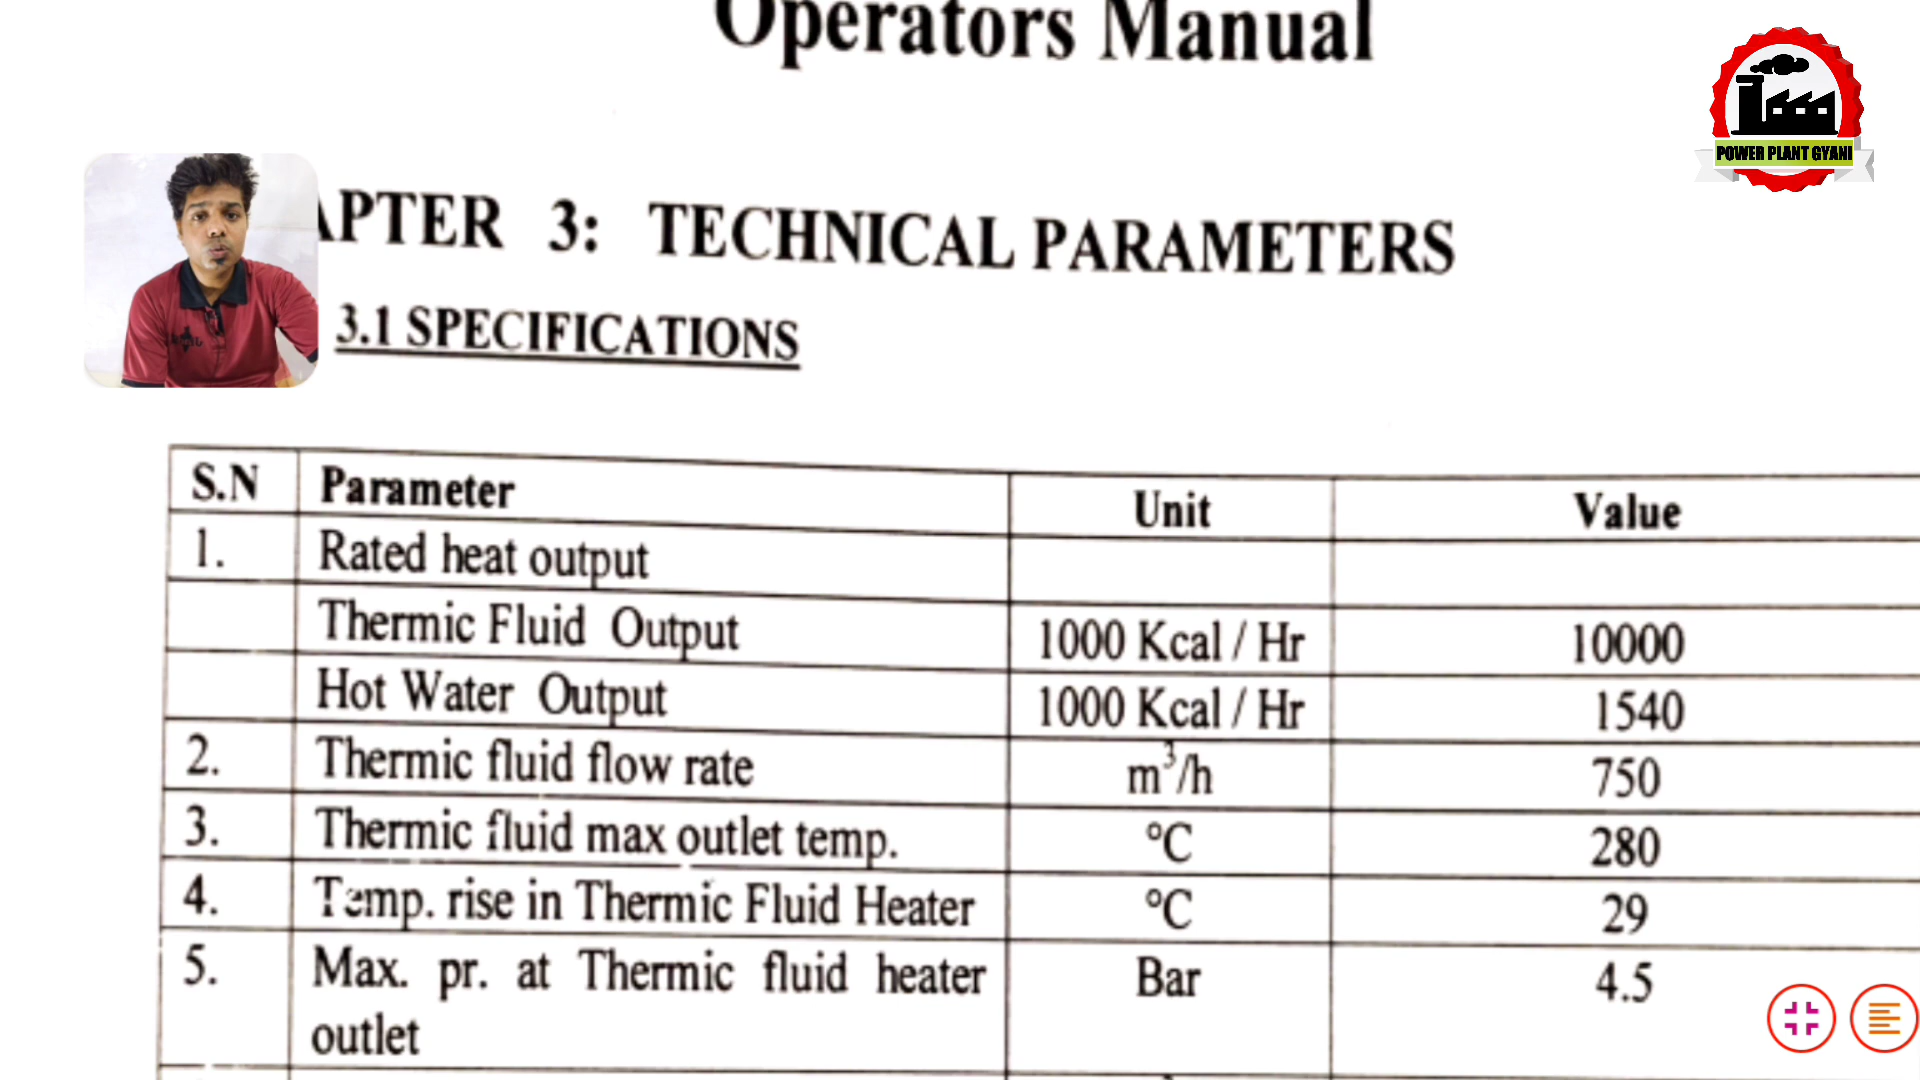 Operators Manual
POWER PLANT GYANI
APTER 3: TECHNICAL PARAMETERS
3.1 SPECIFICATIONS
S.N Parameter Unit Value
1. Rated heat output
Thermic Fluid Output 1000 Kcal / Hr 10000
Hot Water Output 1000 Kcal / Hr 1540
2. Thermic fluid flow rate m³/h 750
3. Thermic fluid max outlet temp. °C 280
4. Temp. rise in Thermic Fluid Heater °C 29
5. Max. pr. at Thermic fluid heater Bar 4.5
outlet